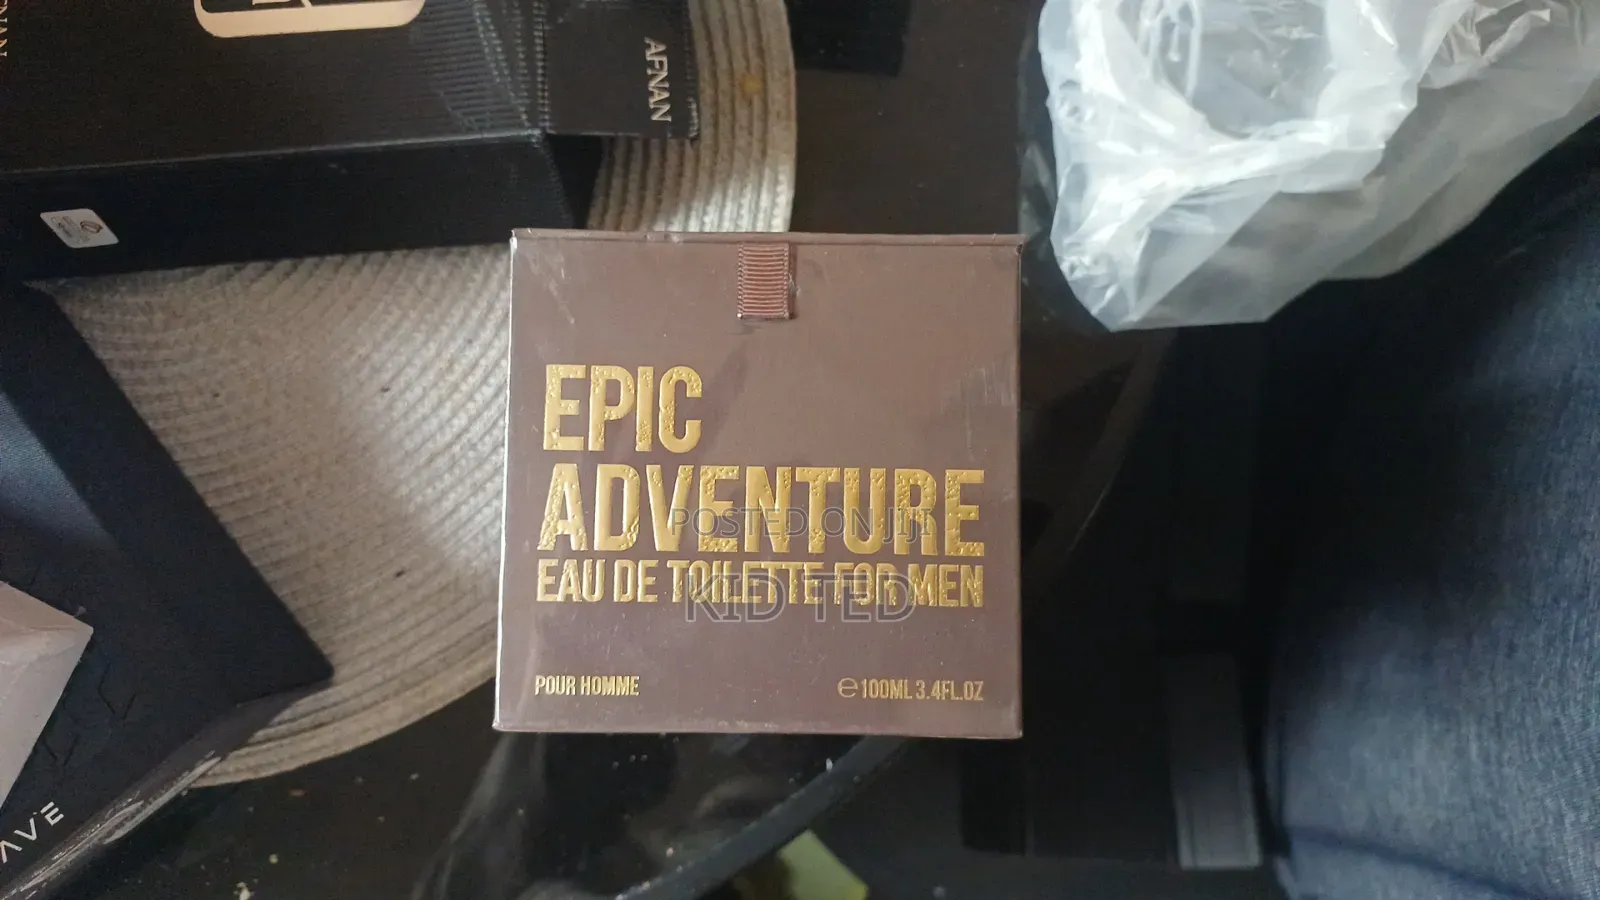 AFNAN
EPIC
ADVENTURE
POSTED ON JIJI
EAU DE TOILETTE FOR MEN
KID TED
POUR HOMME
℮100ML 3.4FL.OZ